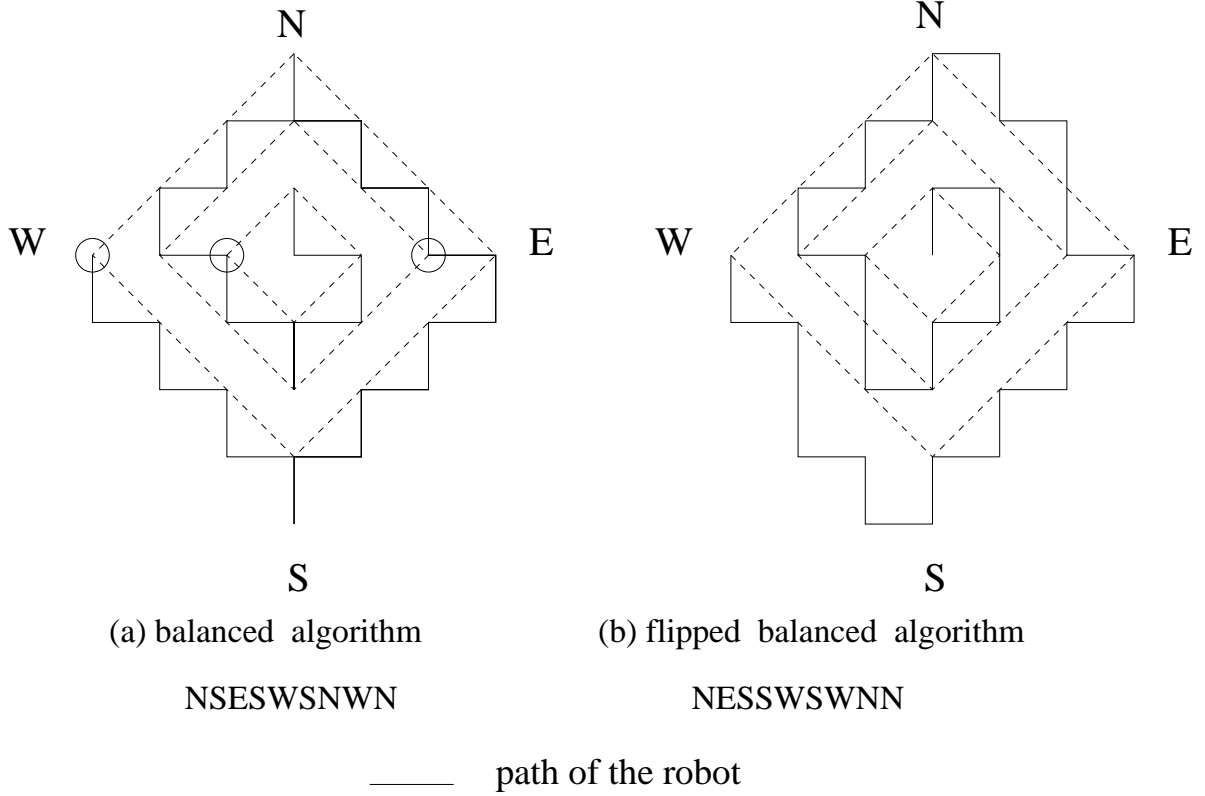 N N
W E W E
S S
(a) balanced algorithm (b) flipped balanced algorithm
NSESWSNWN NESSWSWNN
path of the robot